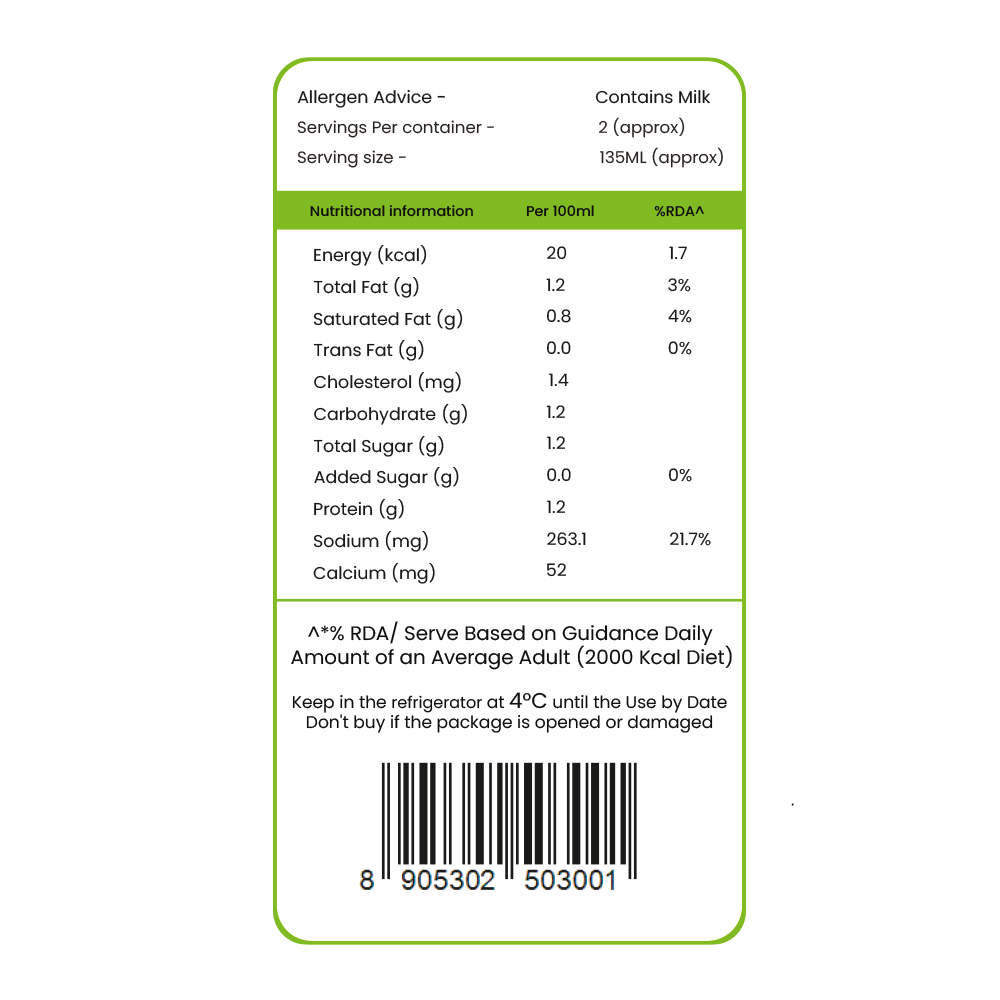 Allergen Advice - Contains Milk
Servings Per container - 2 (approx)
Serving size - 135ML (approx)
Nutritional information Per 100ml %RDA^
Energy (kcal) 20 1.7
Total Fat (g) 1.2 3%
Saturated Fat (g) 0.8 4%
Trans Fat (g) 0.0 0%
Cholesterol (mg) 1.4
Carbohydrate (g) 1.2
Total Sugar (g) 1.2
Added Sugar (g) 0.0 0%
Protein (g) 1.2
Sodium (mg) 263.1 21.7%
Calcium (mg) 52
^*% RDA/ Serve Based on Guidance Daily
Amount of an Average Adult (2000 Kcal Diet)
Keep in the refrigerator at 4°C until the Use by Date
Don't buy if the package is opened or damaged
8 905302 503001